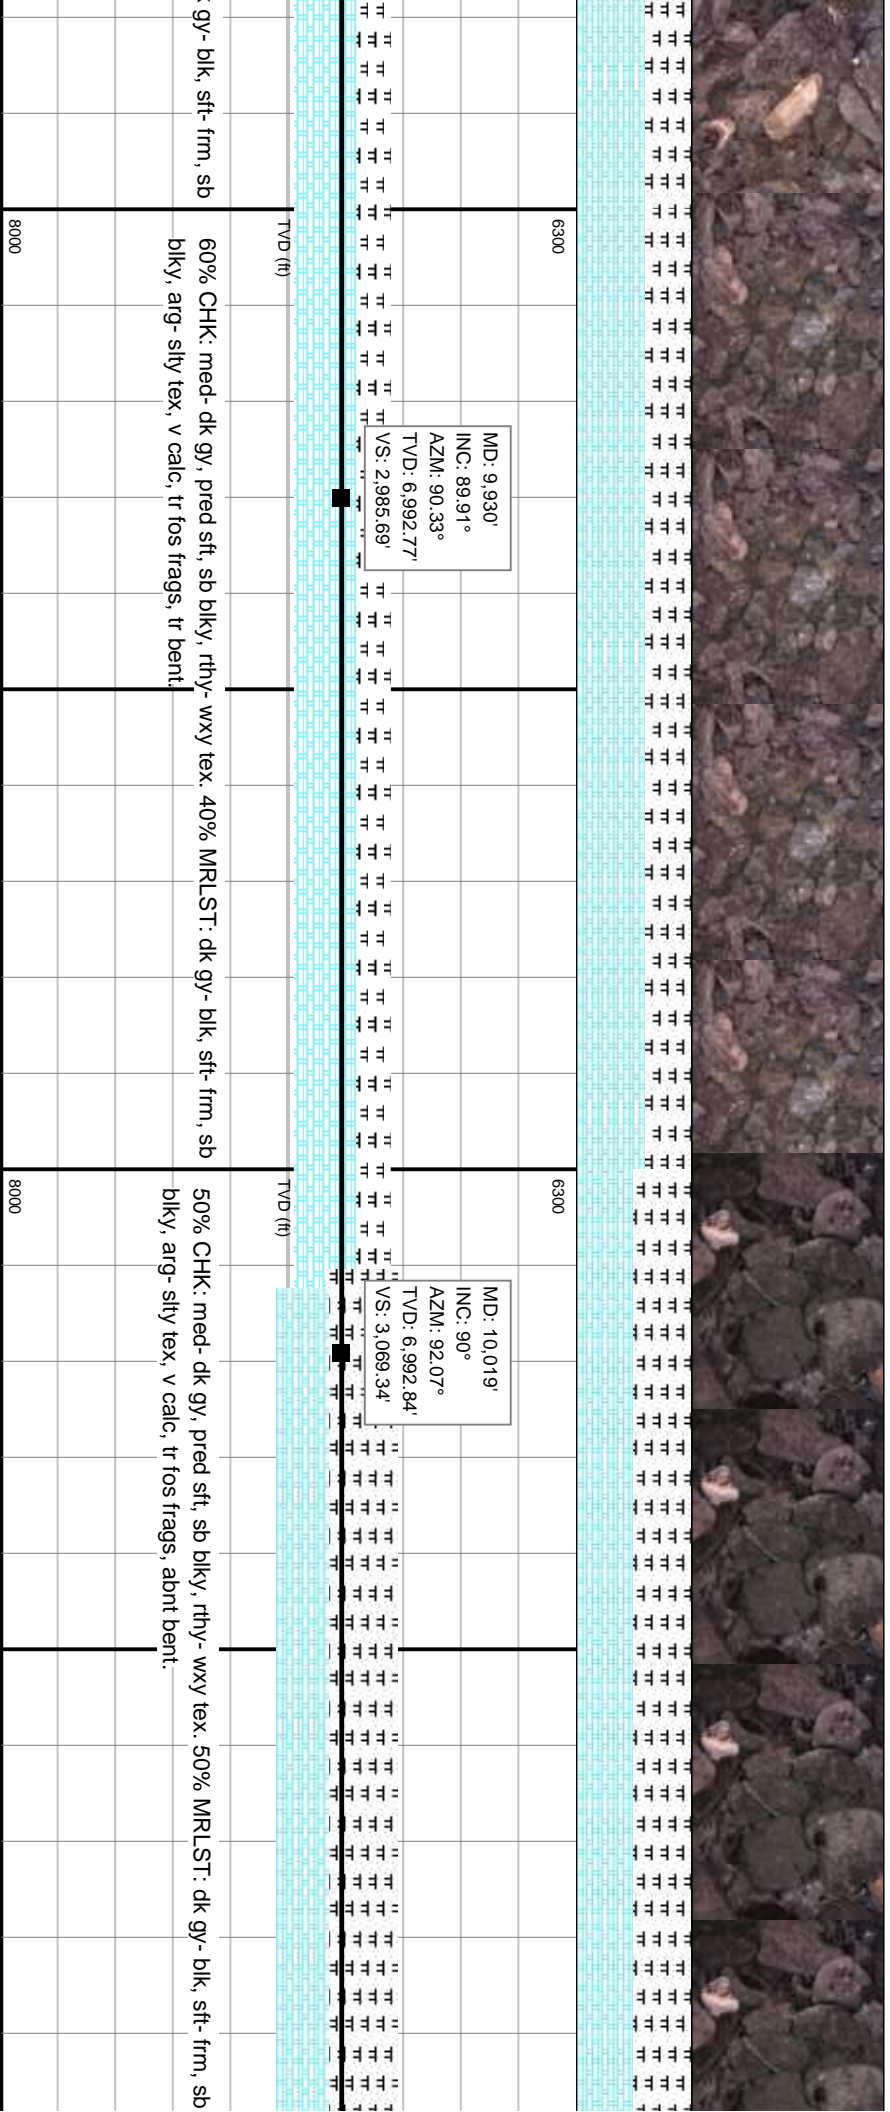 k gy- blk, sft- frm, sb
6300
TVD (ft)
8000
60% CHK: med- dk gy, pred sft, sb blky, rthy- wxy tex. 40% MRLST: dk gy- blk, sft- frm, sb
blky, arg- slty tex, v calc, tr fos frags, tr bent.
MD: 9,930'
INC: 89.91°
AZM: 90.33°
TVD: 6,992.77'
VS: 2,985.69'
6300
TVD (ft)
8000
50% CHK: med- dk gy, pred sft, sb blky, rthy- wxy tex. 50% MRLST: dk gy- blk, sft- frm, sb
blky, arg- slty tex, v calc, tr fos frags, abnt bent.
MD: 10,019'
INC: 90°
AZM: 92.07°
TVD: 6,992.84'
VS: 3,069.34'